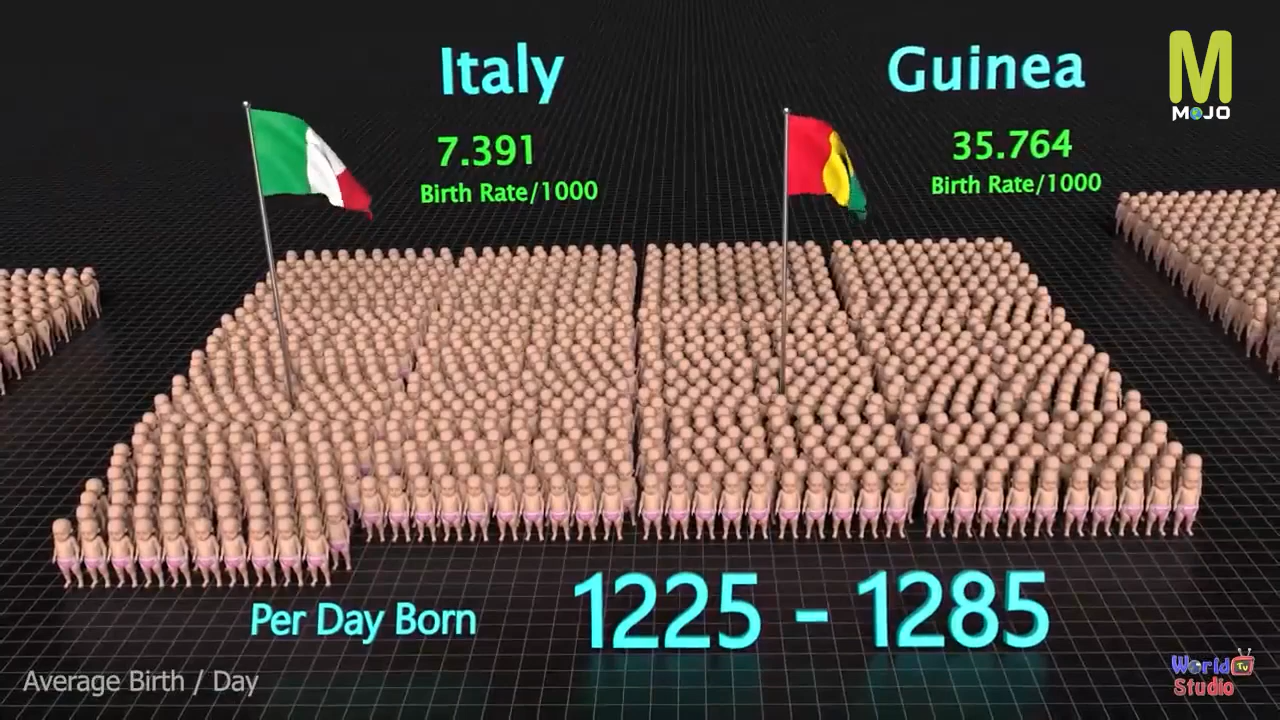 Italy
7.391
Birth Rate/1000
Guinea
35.764
Birth Rate/1000
M
MOJO
Per Day Born
1225 - 1285
Average Birth / Day
World TV
Studio